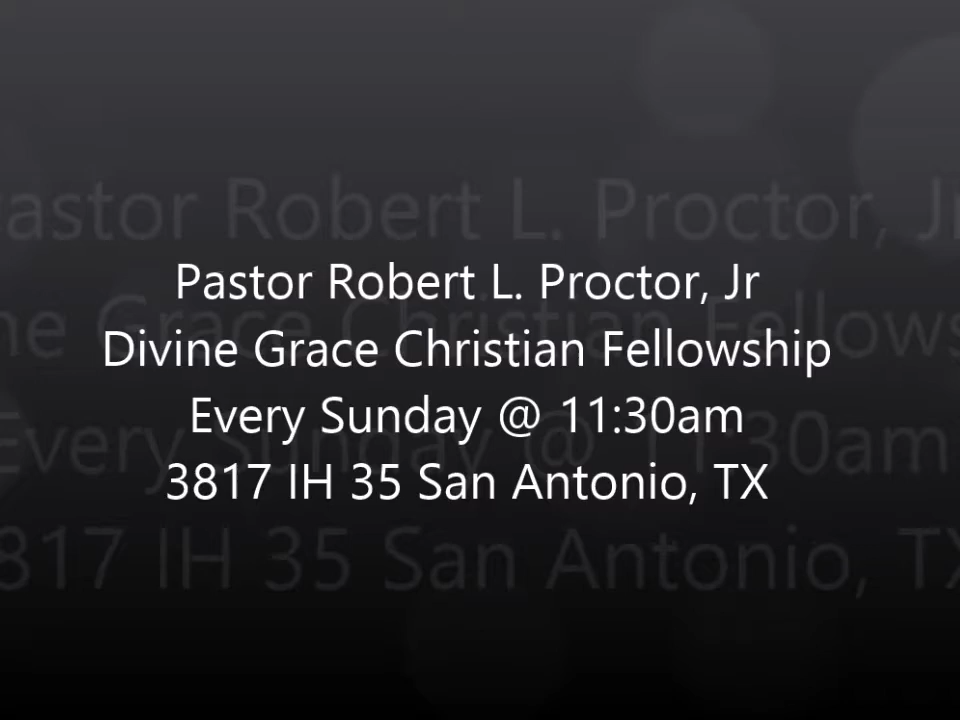 Pastor Robert L. Proctor, Jr
Divine Grace Christian Fellowship
Every Sunday @ 11:30am
3817 IH 35 San Antonio, TX